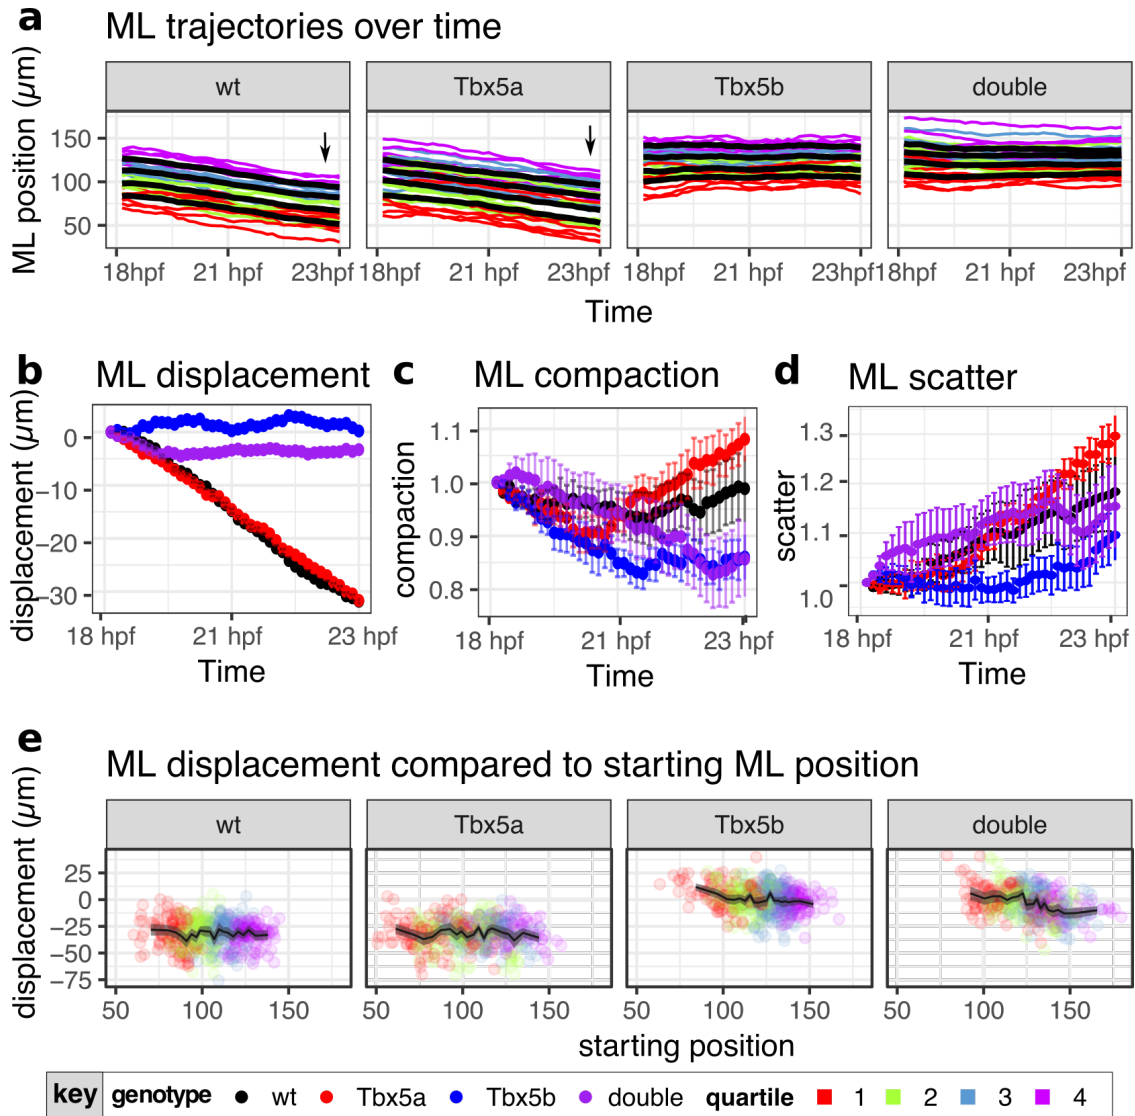 a ML trajectories over time
ML position (µm)
wt Tbx5a Tbx5b double
150
100
50
18hpf 21 hpf 23hpf 18hpf 21 hpf 23hpf 18hpf 21 hpf 23hpf 18hpf 21 hpf 23hpf
Time
b ML displacement
displacement (µm)
0
−10
−20
−30
18 hpf 21 hpf 23 hpf
Time
c ML compaction
compaction
1.1
1.0
0.9
0.8
18 hpf 21 hpf 23 hpf
Time
d ML scatter
scatter
1.3
1.2
1.1
1.0
18 hpf 21 hpf 23 hpf
Time
e
ML displacement compared to starting ML position
displacement (µm)
wt Tbx5a Tbx5b double
25
0
−25
−50
−75
50 100 150 50 100 150 50 100 150 50 100 150
starting position
key genotype wt Tbx5a Tbx5b double quartile 1 2 3 4